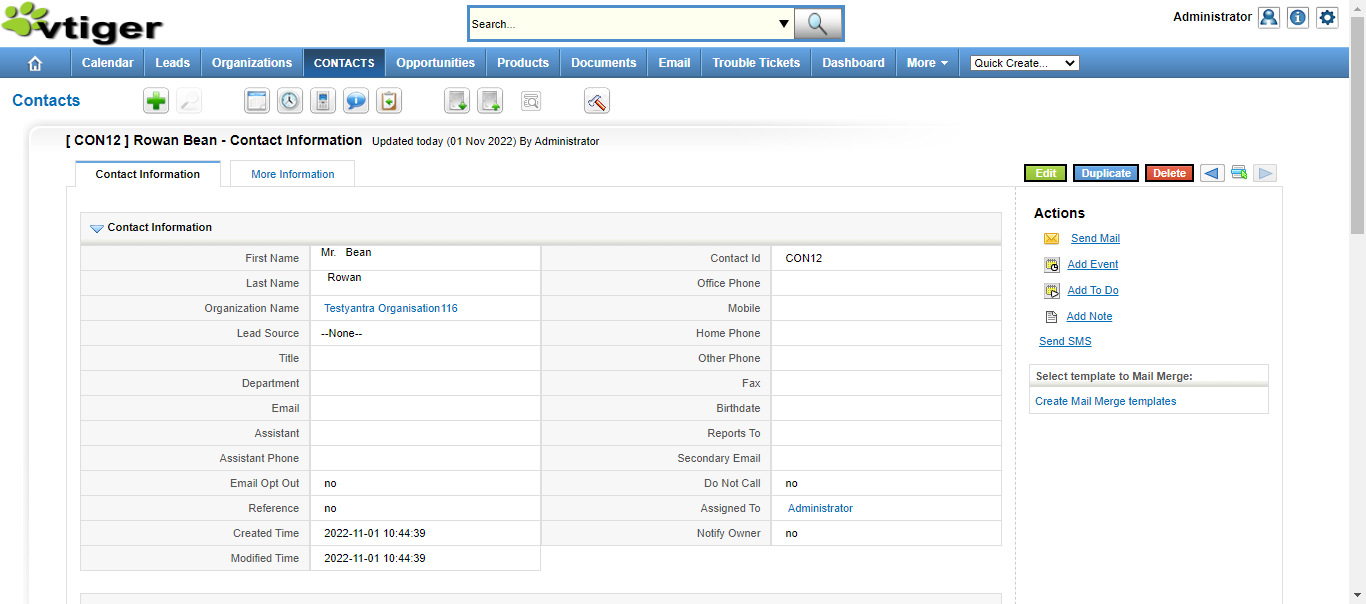 vtiger
Search...
Administrator
Calendar Leads Organizations CONTACTS Opportunities Products Documents Email Trouble Tickets Dashboard More Quick Create...
Contacts
[ CON12 ] Rowan Bean - Contact Information Updated today (01 Nov 2022) By Administrator
Contact Information More Information
Edit Duplicate Delete
Contact Information
First Name Mr. Bean Contact Id CON12
Last Name Rowan Office Phone
Organization Name Testyantra Organisation116 Mobile
Lead Source --None-- Home Phone
Title Other Phone
Department Fax
Email Birthdate
Assistant Reports To
Assistant Phone Secondary Email
Email Opt Out no Do Not Call no
Reference no Assigned To Administrator
Created Time 2022-11-01 10:44:39 Notify Owner no
Modified Time 2022-11-01 10:44:39
Actions
Send Mail
Add Event
Add To Do
Add Note
Send SMS
Select template to Mail Merge:
Create Mail Merge templates